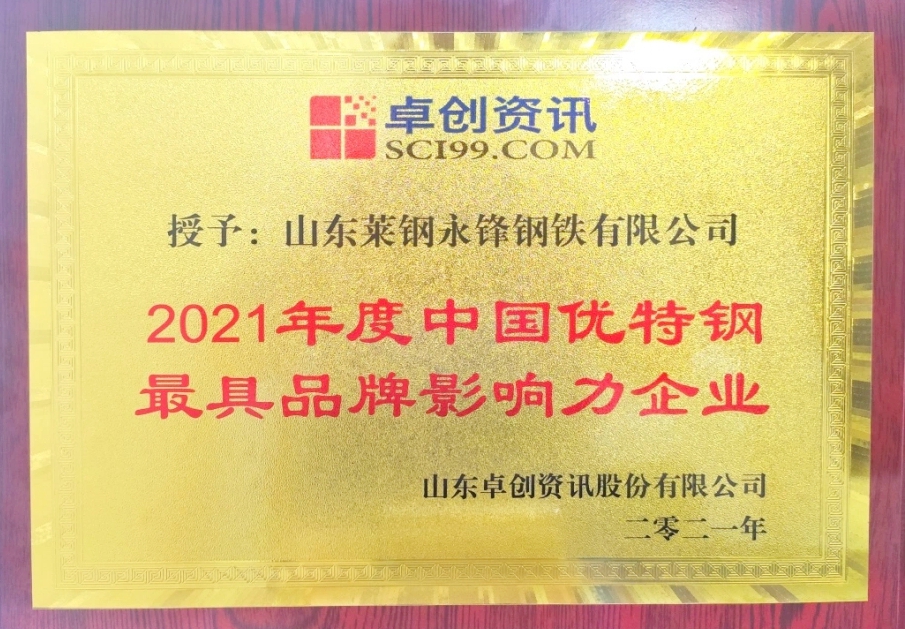 卓创资讯
SCI99.COM
授予：山东莱钢永锋钢铁有限公司
2021年度中国优特钢
最具品牌影响力企业
山东卓创资讯股份有限公司
二零二一年